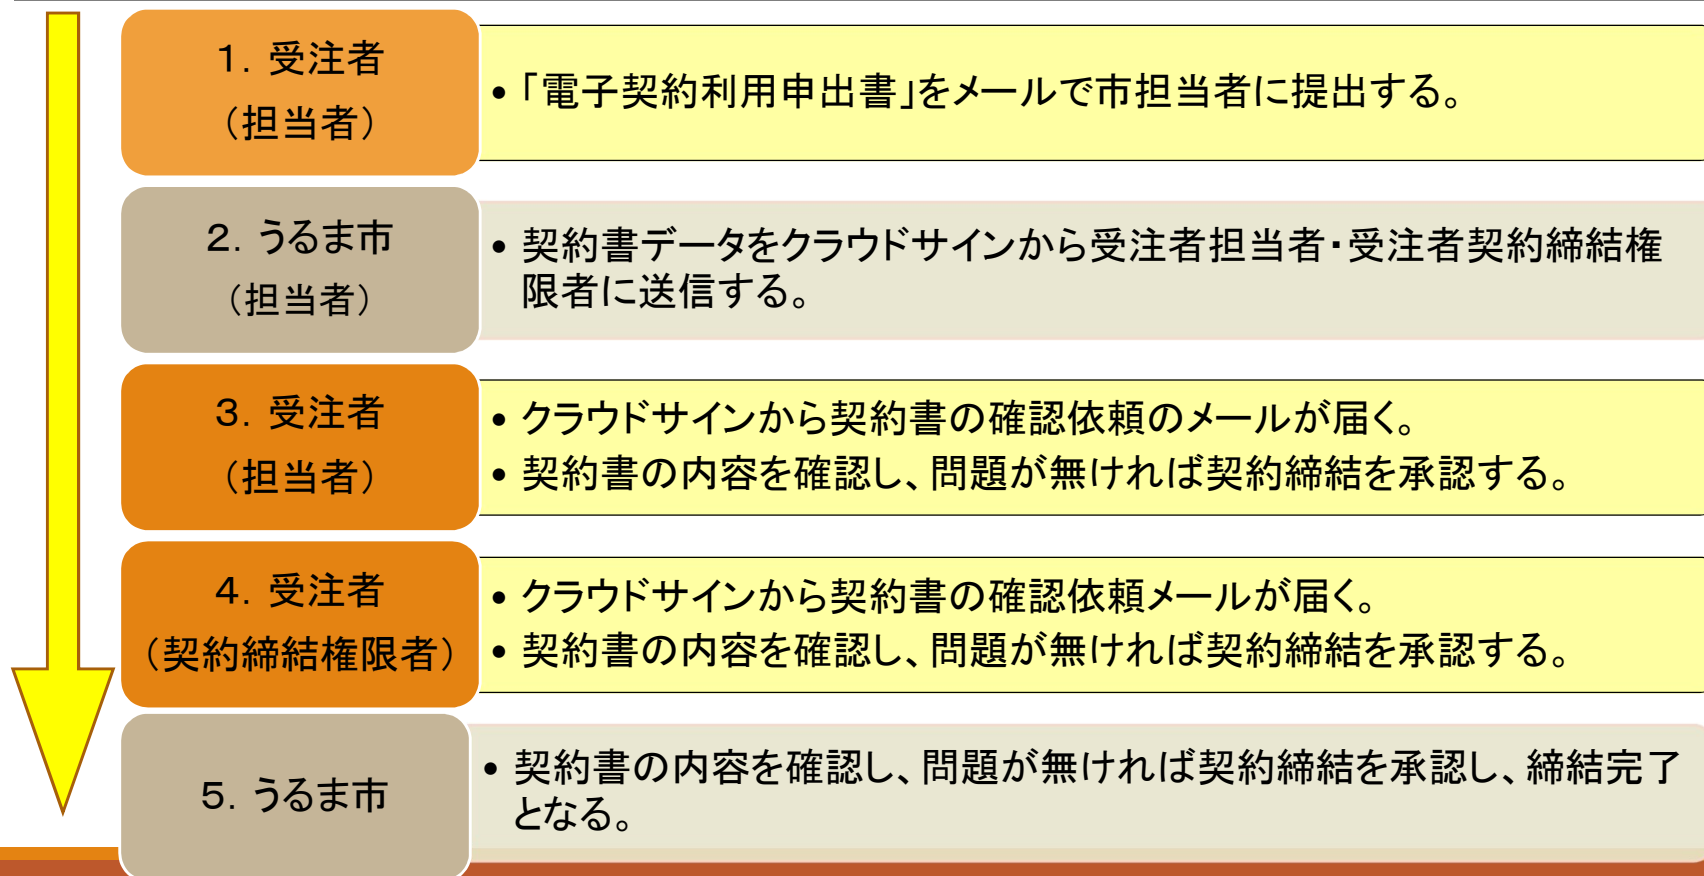 1．受注者
（担当者）
• 「電子契約利用申出書」をメールで市担当者に提出する。
2．うるま市
（担当者）
• 契約書データをクラウドサインから受注者担当者・受注者契約締結権
限者に送信する。
3．受注者
（担当者）
• クラウドサインから契約書の確認依頼のメールが届く。
• 契約書の内容を確認し、問題が無ければ契約締結を承認する。
4．受注者
（契約締結権限者）
• クラウドサインから契約書の確認依頼メールが届く。
• 契約書の内容を確認し、問題が無ければ契約締結を承認する。
5．うるま市
• 契約書の内容を確認し、問題が無ければ契約締結を承認し、締結完了
となる。